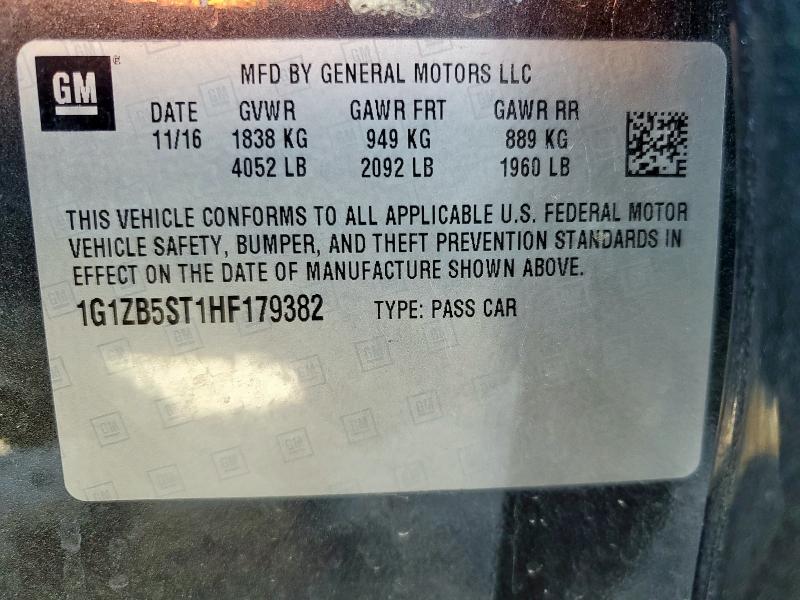 GM
MFD BY GENERAL MOTORS LLC
DATE GVWR GAWR FRT GAWR RR
11/16 1838 KG 949 KG 889 KG
4052 LB 2092 LB 1960 LB
THIS VEHICLE CONFORMS TO ALL APPLICABLE U.S. FEDERAL MOTOR
VEHICLE SAFETY, BUMPER, AND THEFT PREVENTION STANDARDS IN
EFFECT ON THE DATE OF MANUFACTURE SHOWN ABOVE.
1G1ZB5ST1HF179382 TYPE: PASS CAR